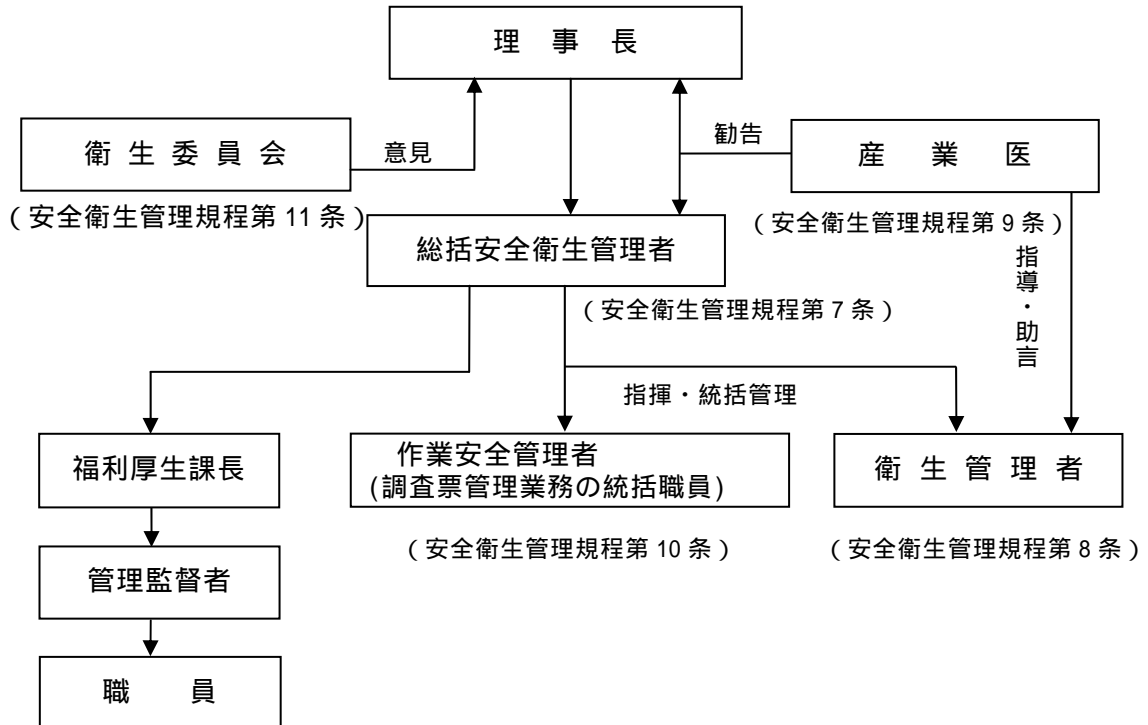 理事長
衛生委員会
意見
勧告
産業医
（安全衛生管理規程第 11 条）
（安全衛生管理規程第 9 条）
総括安全衛生管理者
指導・助言
（安全衛生管理規程第 7 条）
指揮・統括管理
福利厚生課長
作業安全管理者
(調査票管理業務の統括職員)
衛生管理者
（安全衛生管理規程第 10 条）
（安全衛生管理規程第 8 条）
管理監督者
職員